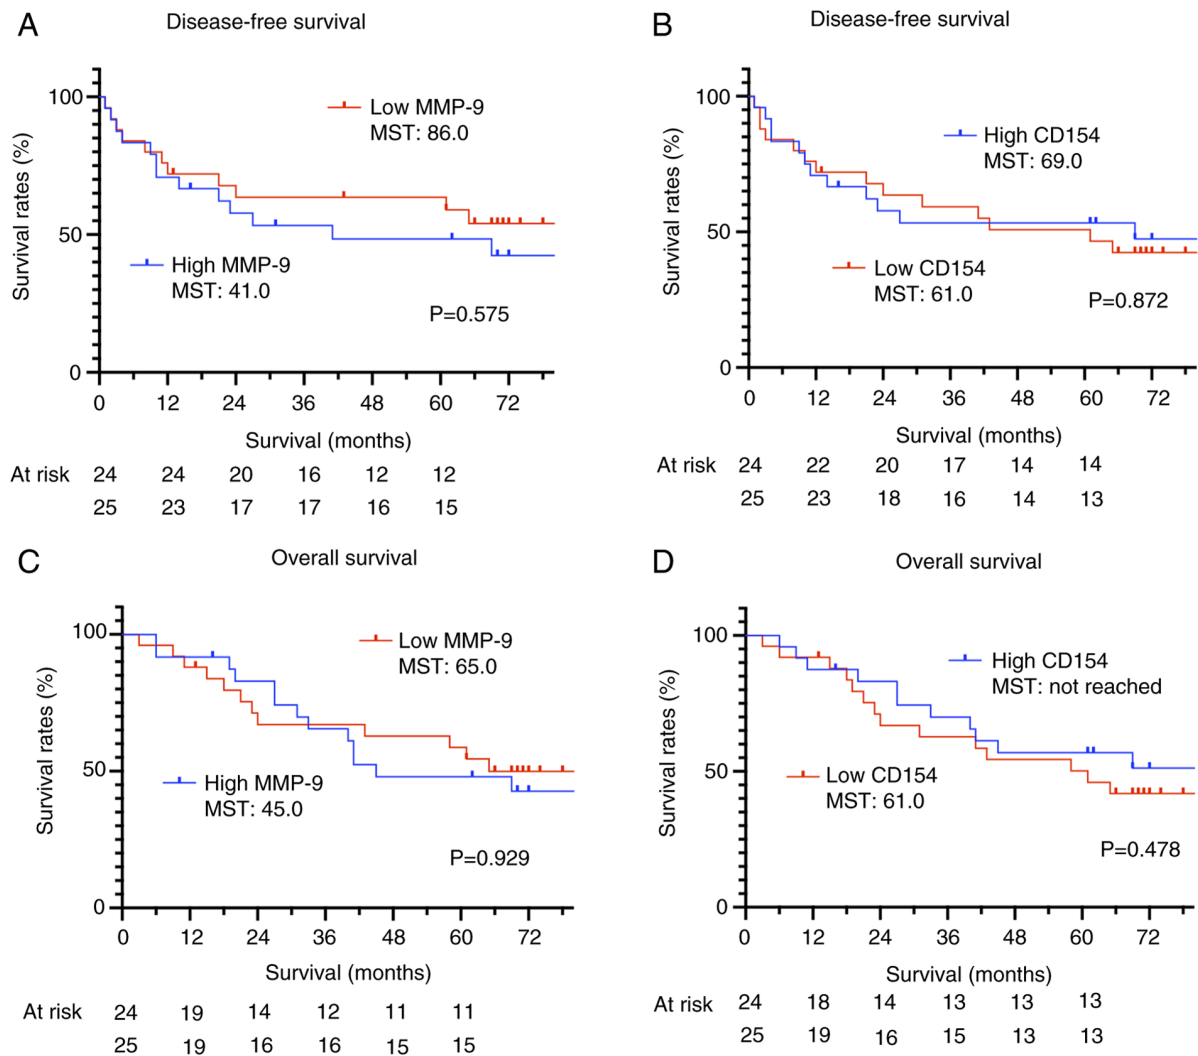 A
Disease-free survival
Survival rates (%)
100
50
0
Low MMP-9
MST: 86.0
High MMP-9
MST: 41.0
P=0.575
0 12 24 36 48 60 72
Survival (months)
At risk 24 24 20 16 12 12
25 23 17 17 16 15
B
Disease-free survival
Survival rates (%)
100
50
0
High CD154
MST: 69.0
Low CD154
MST: 61.0
P=0.872
0 12 24 36 48 60 72
Survival (months)
At risk 24 22 20 17 14 14
25 23 18 16 14 13
C
Overall survival
Survival rates (%)
100
50
0
Low MMP-9
MST: 65.0
High MMP-9
MST: 45.0
P=0.929
0 12 24 36 48 60 72
Survival (months)
At risk 24 19 14 12 11 11
25 19 16 16 15 15
D
Overall survival
Survival rates (%)
100
50
0
High CD154
MST: not reached
Low CD154
MST: 61.0
P=0.478
0 12 24 36 48 60 72
Survival (months)
At risk 24 18 14 13 13 13
25 19 16 15 13 13